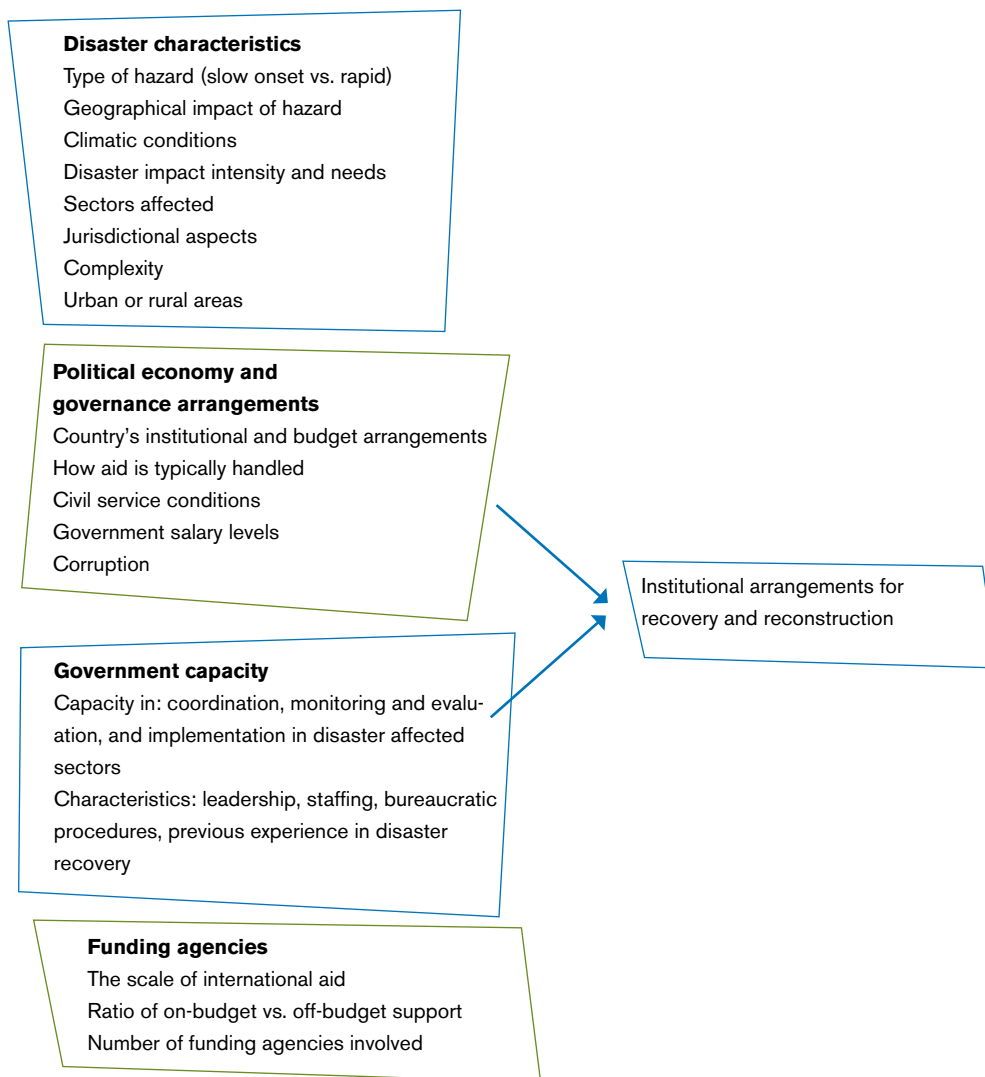 Disaster characteristics
Type of hazard (slow onset vs. rapid)
Geographical impact of hazard
Climatic conditions
Disaster impact intensity and needs
Sectors affected
Jurisdictional aspects
Complexity
Urban or rural areas
Political economy and
governance arrangements
Country's institutional and budget arrangements
How aid is typically handled
Civil service conditions
Government salary levels
Corruption
Institutional arrangements for
recovery and reconstruction
Government capacity
Capacity in: coordination, monitoring and evalu-
ation, and implementation in disaster affected
sectors
Characteristics: leadership, staffing, bureaucratic
procedures, previous experience in disaster
recovery
Funding agencies
The scale of international aid
Ratio of on-budget vs. off-budget support
Number of funding agencies involved